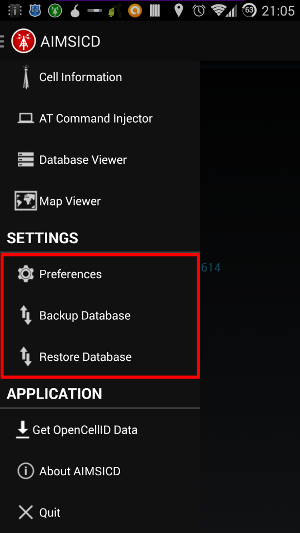 63 21:05
AIMSICD
Cell Information
AT Command Injector
Database Viewer
Map Viewer
SETTINGS
Preferences
614
Backup Database
Restore Database
APPLICATION
Get OpenCellID Data
About AIMSICD
Quit